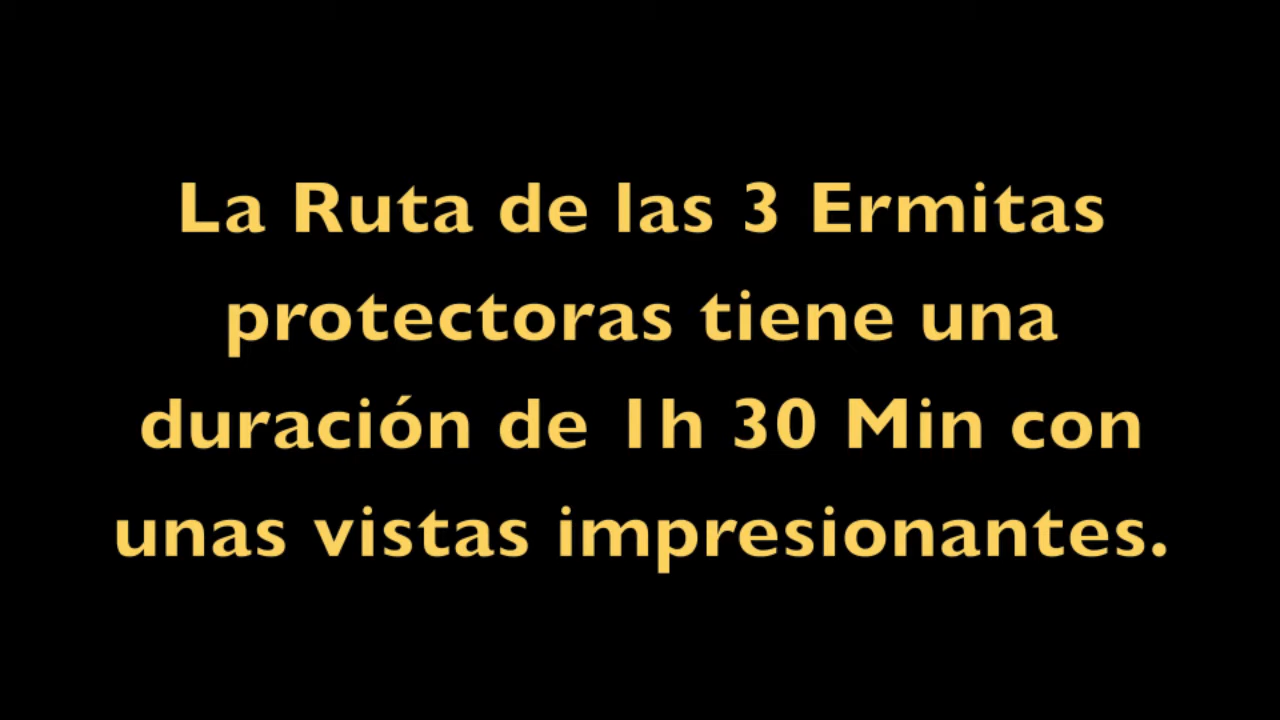 La Ruta de las 3 Ermitas
protectoras tiene una
duración de 1h 30 Min con
unas vistas impresionantes.